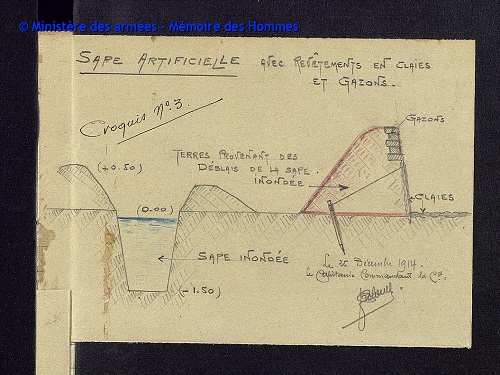 © Ministère des armées - Mémoire des Hommes
SAPE ARTIFICIELLE AVEC REVÊTEMENTS EN CLAIES
ET GAZONS.
Croquis No. 3.
GAZONS
TERRES PROVENANT DES
DÉBLAIS DE LA SAPE
INONDÉE
(+0.50)
CLAIES
(0.00)
SAPE INONDÉE
(-1.50)
Le 26 Décembre 1914.
Le Capitaine Commandant la Cie